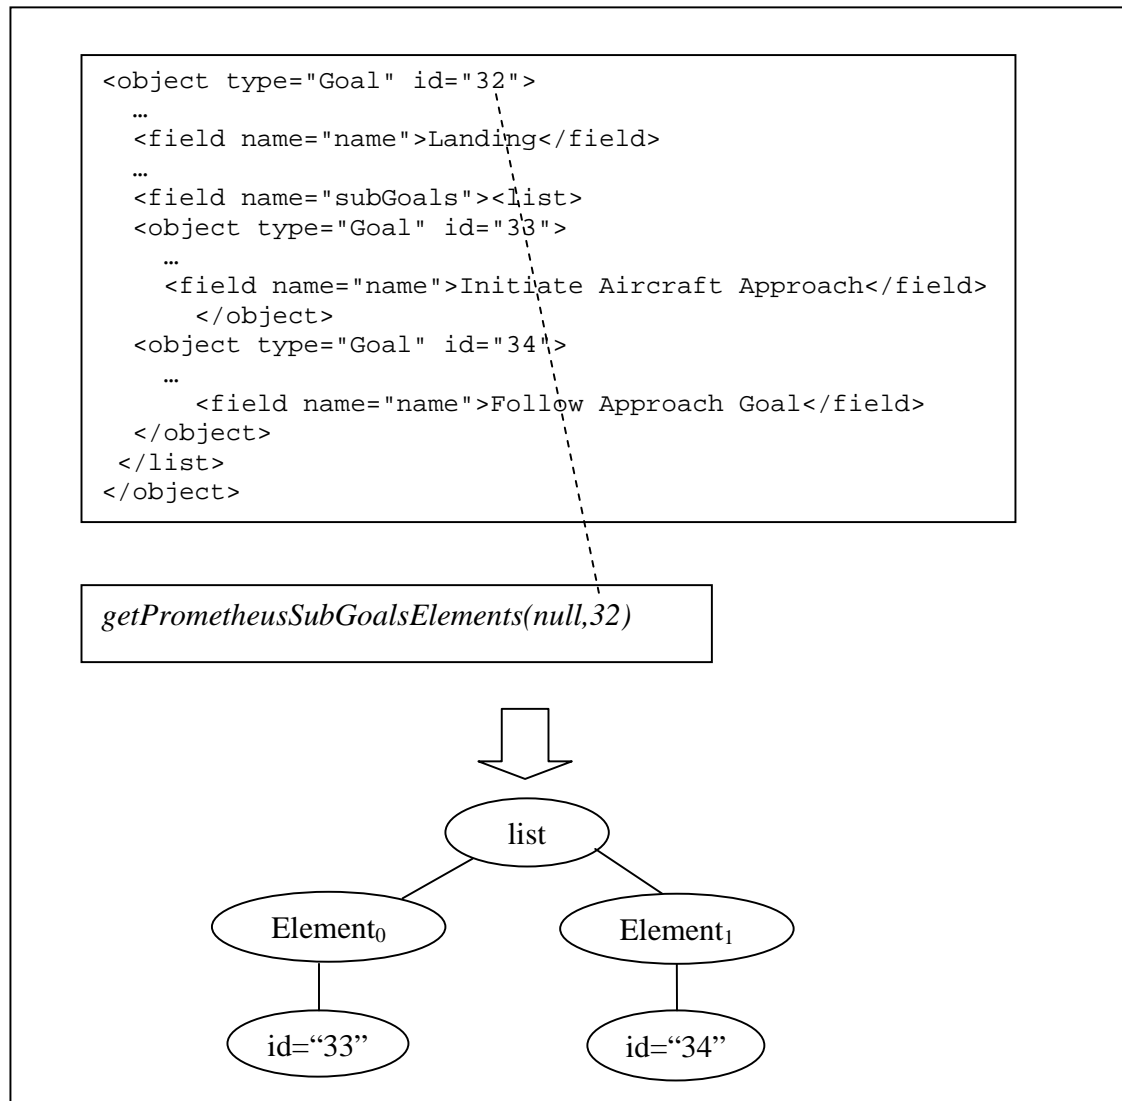 <object type="Goal" id="32">
…
<field name="name">Landing</field>
…
<field name="subGoals"><list>
<object type="Goal" id="33">
…
<field name="name">Initiate Aircraft Approach</field>
</object>
<object type="Goal" id="34">
…
<field name="name">Follow Approach Goal</field>
</object>
</list>
</object>
getPrometheusSubGoalsElements(null,32)
list
Element₀ Element₁
id=“33” id=“34”